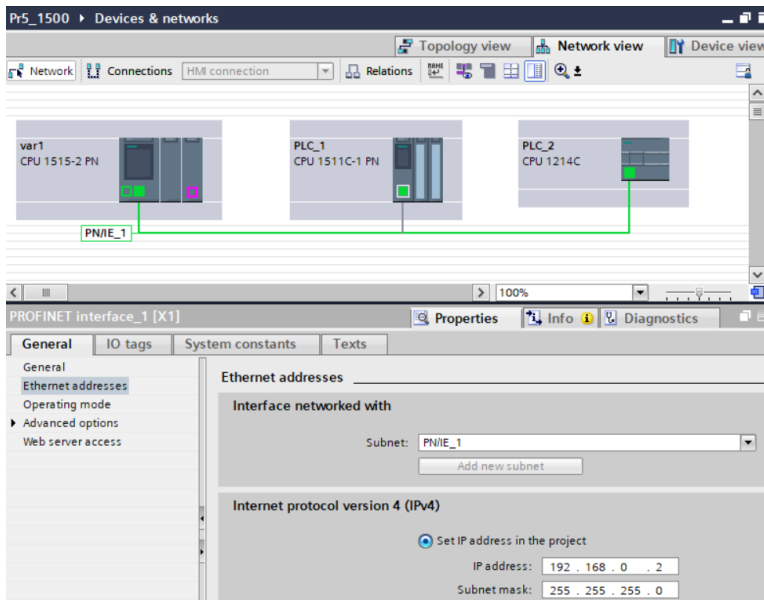 Pr5_1500 ▸ Devices & networks
Topology view Network view Device view
Network Connections HMI connection Relations
var1
CPU 1515-2 PN
PLC_1
CPU 1511C-1 PN
PLC_2
CPU 1214C
PN/IE_1
100%
PROFINET interface_1 [X1]
Properties Info Diagnostics
General IO tags System constants Texts
General
Ethernet addresses
Operating mode
Advanced options
Web server access
Ethernet addresses
Interface networked with
Subnet: PN/IE_1
Add new subnet
Internet protocol version 4 (IPv4)
Set IP address in the project
IP address: 192 . 168 . 0 . 2
Subnet mask: 255 . 255 . 255 . 0